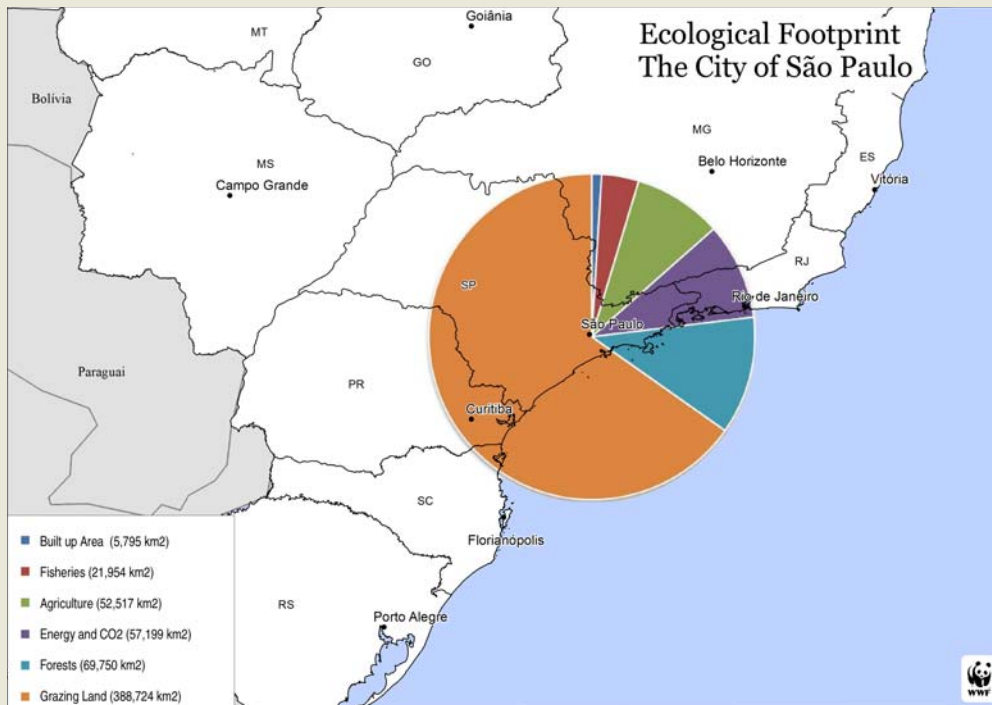 Ecological Footprint
The City of São Paulo
Goiânia
MT
GO
Bolívia
MG
ES
MS
Belo Horizonte
Campo Grande
Vitória
RJ
SP
Rio de Janeiro
São Paulo
Paraguai
PR
Curitiba
SC
Florianópolis
RS
Porto Alegre
Built up Area (5,795 km2)
Fisheries (21,954 km2)
Agriculture (52,517 km2)
Energy and CO2 (57,199 km2)
Forests (69,750 km2)
Grazing Land (388,724 km2)
WWF